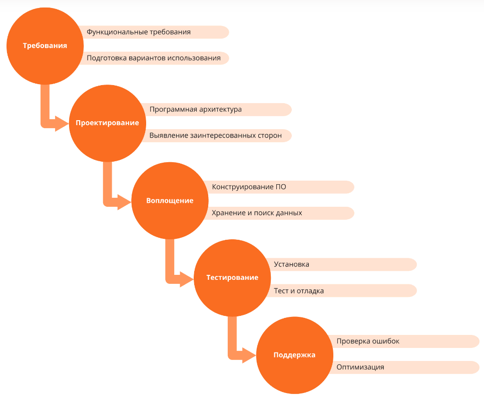 Требования
Функциональные требования
Подготовка вариантов использования
Проектирование
Программная архитектура
Выявление заинтересованных сторон
Воплощение
Конструирование ПО
Хранение и поиск данных
Тестирование
Установка
Тест и отладка
Поддержка
Проверка ошибок
Оптимизация